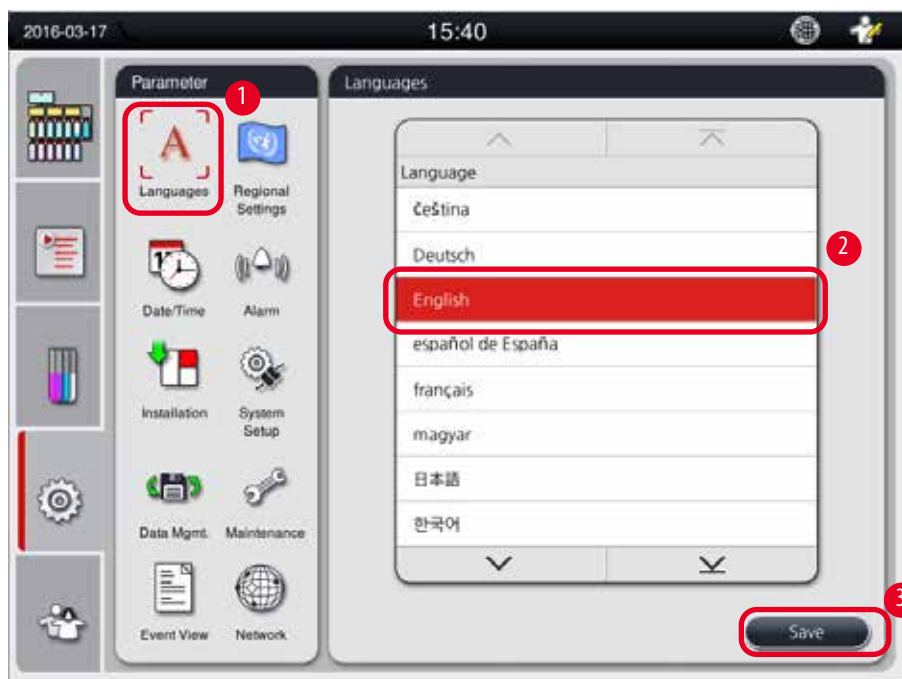 2016-03-17
15:40
Parameter
1
Languages
Languages
Regional
Settings
Date/Time
Alarm
Installation
System
Setup
Data Mgmt.
Maintenance
Event View
Network
Language
čeština
Deutsch
2
English
español de España
français
magyar
日本語
한국어
3
Save